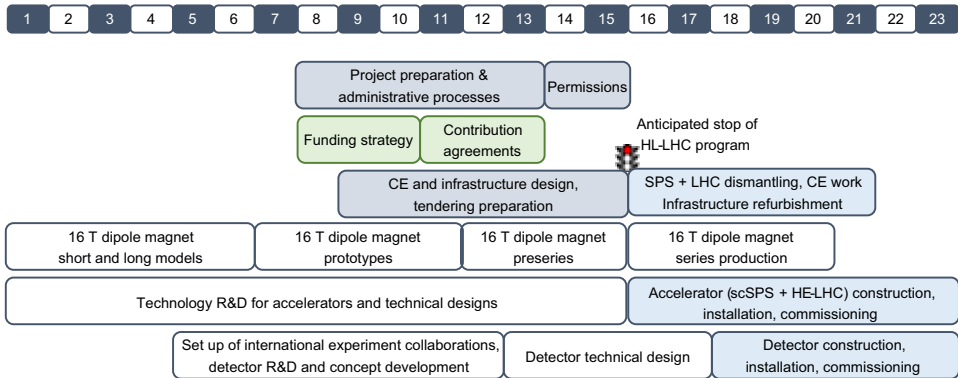 1 2 3 4 5 6 7 8 9 10 11 12 13 14 15 16 17 18 19 20 21 22 23
Project preparation &
administrative processes
Permissions
Funding strategy
Contribution
agreements
Anticipated stop of
HL-LHC program
CE and infrastructure design,
tendering preparation
SPS + LHC dismantling, CE work
Infrastructure refurbishment
16 T dipole magnet
short and long models
16 T dipole magnet
prototypes
16 T dipole magnet
preseries
16 T dipole magnet
series production
Technology R&D for accelerators and technical designs
Accelerator (scSPS + HE-LHC) construction,
installation, commissioning
Set up of international experiment collaborations,
detector R&D and concept development
Detector technical design
Detector construction,
installation, commissioning